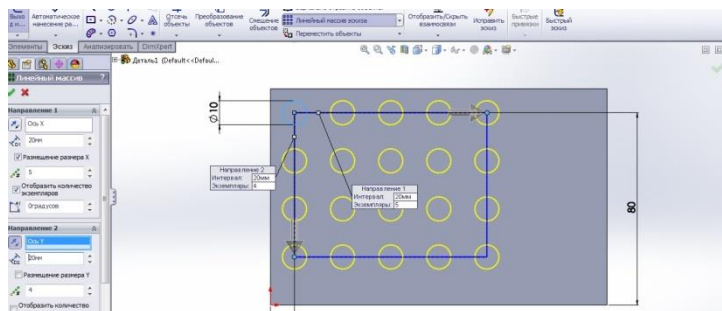 Автоматическое
нанесение ра...
Отсечь
объекты
Преобразование
объектов
Смещение
объектов
Линейный массив эскиза
Переместить объекты
Отобразить/Скрыть
взаимосвязи
Исправить
эскиз
Быстрые
привязки
Быстрый
эскиз
Элементы
Эскиз
Анализировать
DimXpert
Деталь1 (Default<<Defaul...
Линейный массив
?
Направление 1
Ось X
20мм
Размещение размера X
5
Отобразить количество
экземпляров
0градусов
Направление 2
Ось Y
20мм
Размещение размера Y
4
Отобразить количество
Ø10
Направление 2
Интервал: 20мм
Экземпляры: 4
Направление 1
Интервал: 20мм
Экземпляры: 5
80